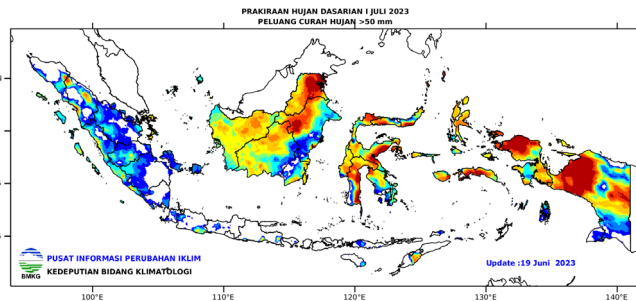 PRAKIRAAN HUJAN DASARIAN I JULI 2023
PELUANG CURAH HUJAN >50 mm
PUSAT INFORMASI PERUBAHAN IKLIM
KEDEPUTIAN BIDANG KLIMATOLOGI
BMKG
Update :19 Juni 2023
100°E 110°E 120°E 130°E 140°E